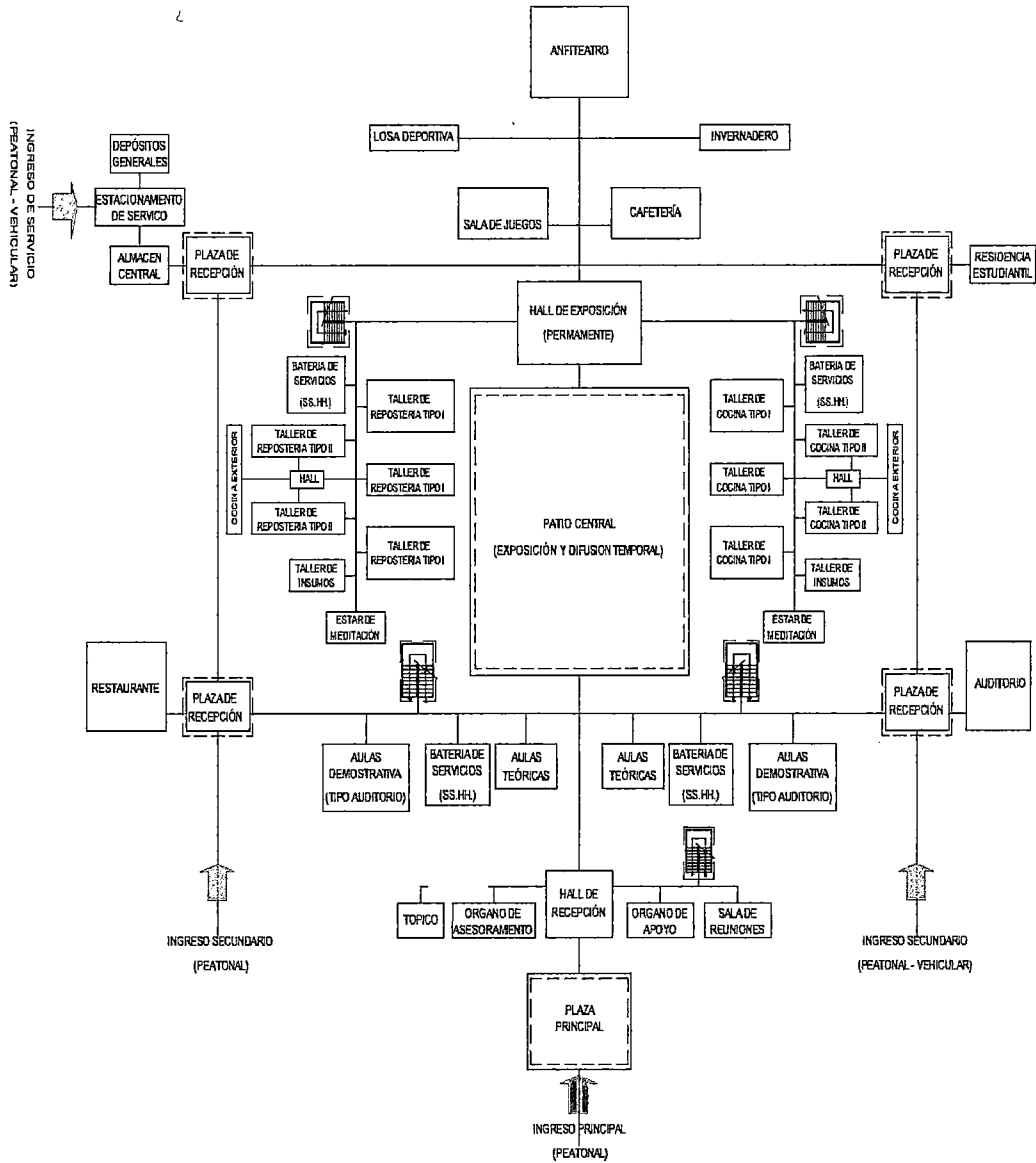 ANFITEATRO
LOSA DEPORTIVA
INVERNADERO
INGRESO DE SERVICIO
(PEATONAL - VEHICULAR)
DEPÓSITOS
GENERALES
ESTACIONAMENTO
DE SERVICO
ALMACEN
CENTRAL
SALA DE JUEGOS
CAFETERÍA
PLAZA DE
RECEPCIÓN
PLAZA DE
RECEPCIÓN
RESIDENCIA
ESTUDIANTIL
HALL DE EXPOSICIÓN
(PERMAMENTE)
BATERIA DE
SERVICIOS
(SS.HH.)
TALLER DE
REPOSTERIA TIPO I
TALLER DE
REPOSTERIA TIPO II
COCINA EXTERIOR
HALL
TALLER DE
REPOSTERIA TIPO I
TALLER DE
REPOSTERIA TIPO II
TALLER DE
REPOSTERIA TIPO I
TALLER DE
INSUMOS
ESTAR DE
MEDITACIÓN
PATIO CENTRAL
(EXPOSICIÓN Y DIFUSON TEMPORAL)
TALLER DE
COCINA TIPO I
BATERIA DE
SERVICIOS
(SS.HH.)
TALLER DE
COCINA TIPO II
TALLER DE
COCINA TIPO I
HALL
COCINA EXTERIOR
TALLER DE
COCINA TIPO II
TALLER DE
COCINA TIPO I
TALLER DE
INSUMOS
ESTAR DE
MEDITACIÓN
RESTAURANTE
PLAZA DE
RECEPCIÓN
PLAZA DE
RECEPCIÓN
AUDITORIO
AULAS
DEMOSTRATIVA
(TIPO AUDITORIO)
BATERIA DE
SERVICIOS
(SS.HH.)
AULAS
TEÓRICAS
AULAS
TEÓRICAS
BATERIA DE
SERVICIOS
(SS.HH.)
AULAS
DEMOSTRATIVA
(TIPO AUDITORIO)
TOPICO
ORGANO DE
ASESORAMENTO
HALL DE
RECEPCIÓN
ORGANO DE
APOYO
SALA DE
REUNIONES
INGRESO SECUNDARIO
(PEATONAL)
INGRESO SECUNDARIO
(PEATONAL - VEHICULAR)
PLAZA
PRINCIPAL
INGRESO PRINCIPAL
(PEATONAL)